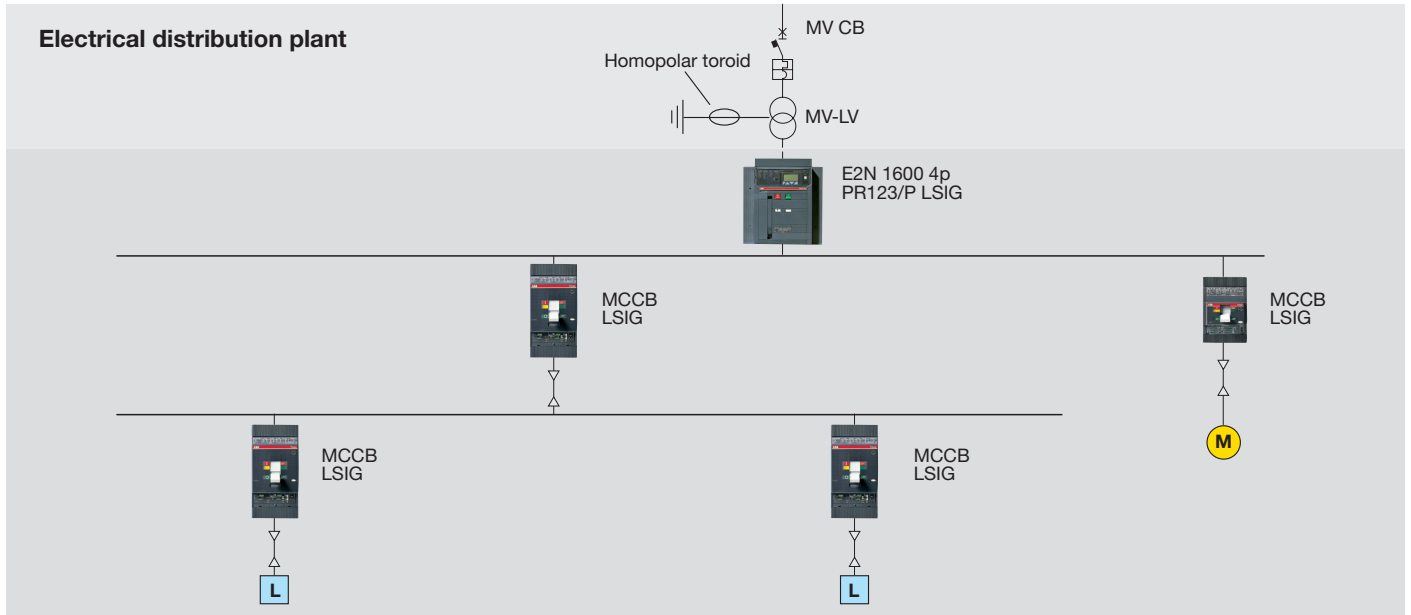 Electrical distribution plant
MV CB
Homopolar toroid
MV-LV
E2N 1600 4p
PR123/P LSIG
MCCB
LSIG
MCCB
LSIG
MCCB
LSIG
MCCB
LSIG
M
L
L